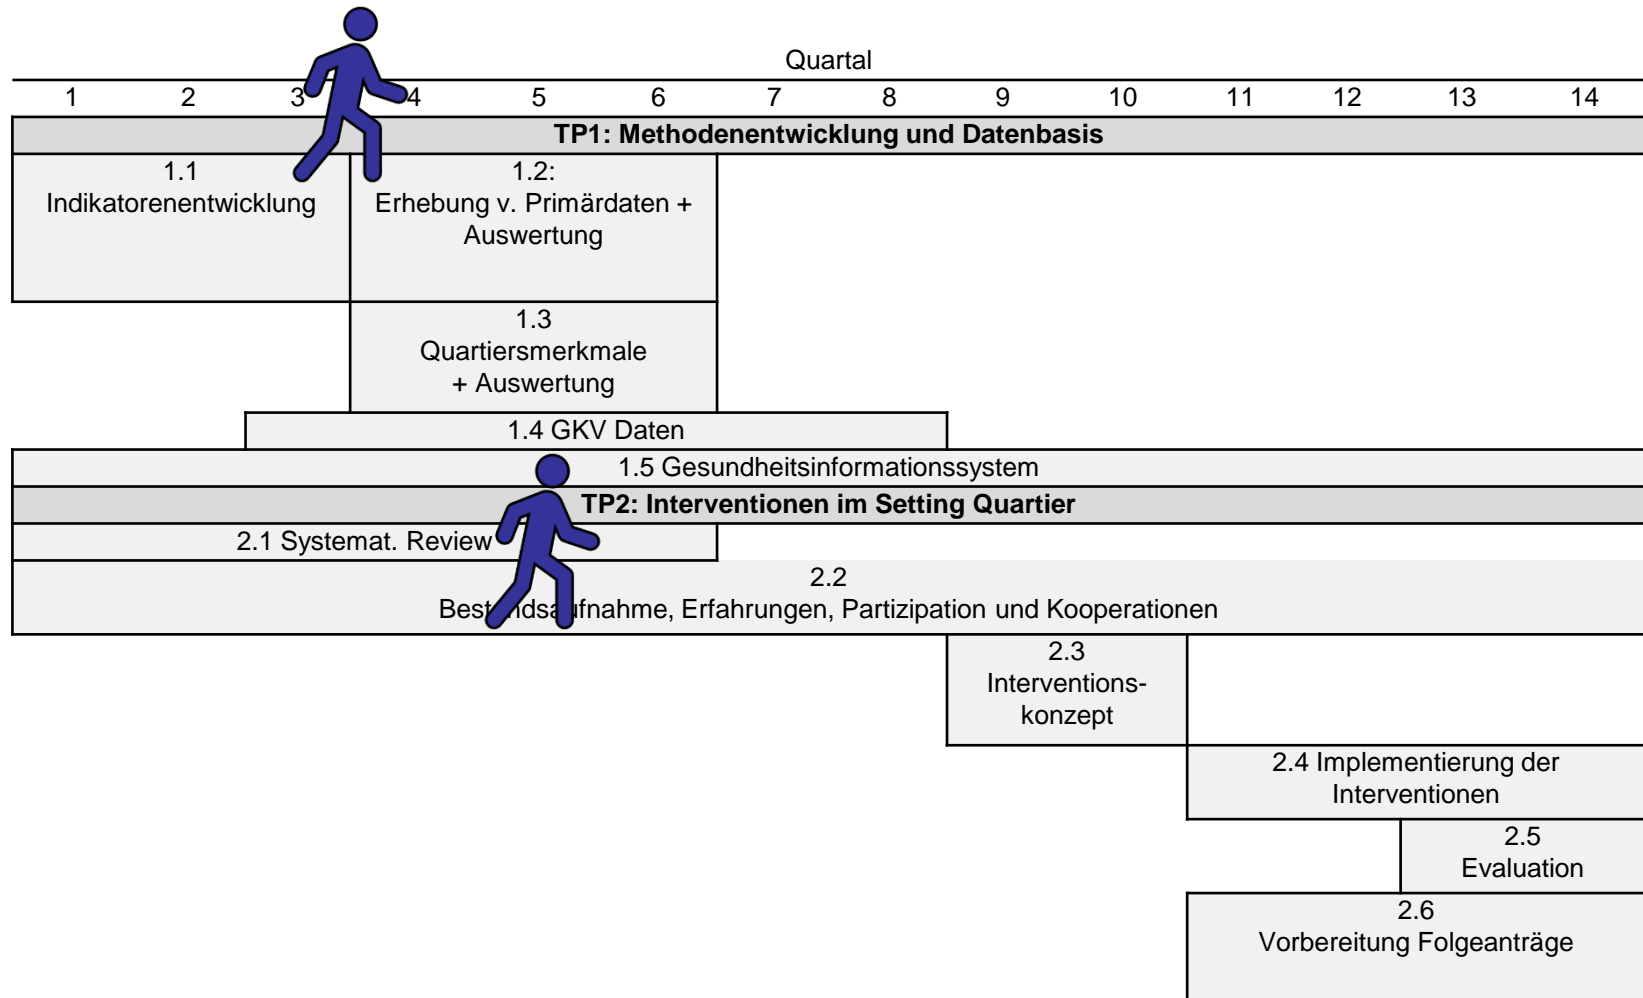 Quartal
1 2 3 4 5 6 7 8 9 10 11 12 13 14
TP1: Methodenentwicklung und Datenbasis
1.1
Indikatorenentwicklung
1.2:
Erhebung v. Primärdaten +
Auswertung
1.3
Quartiersmerkmale
+ Auswertung
1.4 GKV Daten
1.5 Gesundheitsinformationssystem
TP2: Interventionen im Setting Quartier
2.1 Systemat. Review
2.2
Bestandsaufnahme, Erfahrungen, Partizipation und Kooperationen
2.3
Interventions-
konzept
2.4 Implementierung der
Interventionen
2.5
Evaluation
2.6
Vorbereitung Folgeanträge